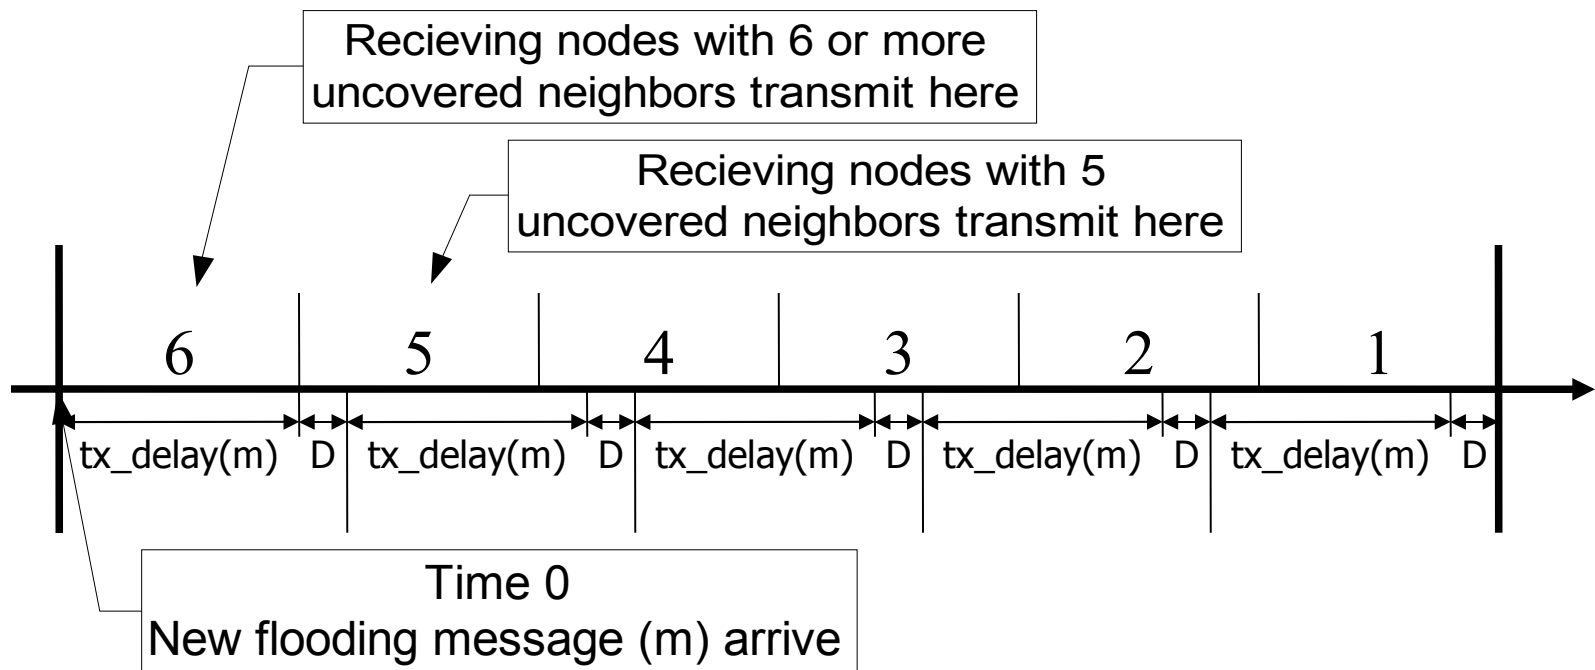 Recieving nodes with 6 or more
uncovered neighbors transmit here
Recieving nodes with 5
uncovered neighbors transmit here
6 5 4 3 2 1
tx_delay(m) D tx_delay(m) D tx_delay(m) D tx_delay(m) D tx_delay(m) D
Time 0
New flooding message (m) arrive